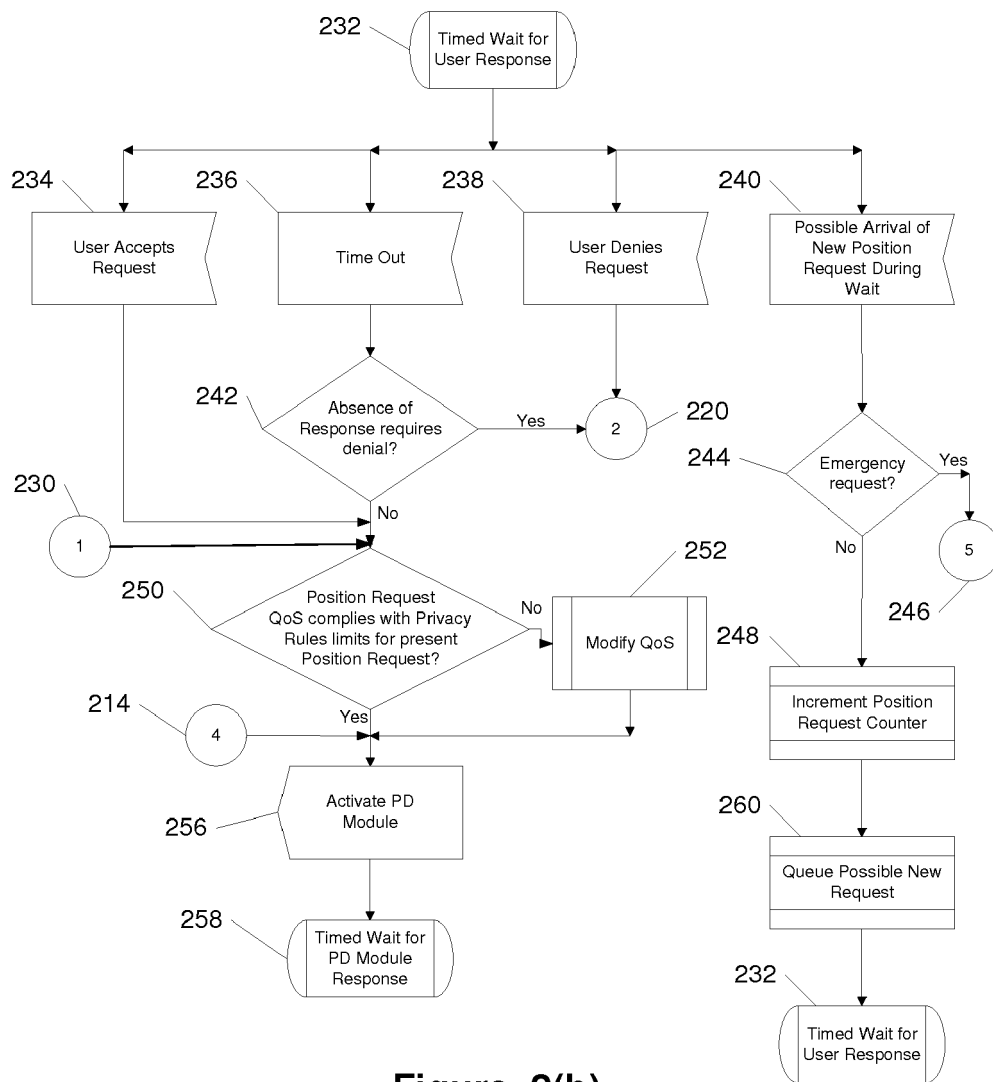 232
Timed Wait for
User Response
234
236
238
240
User Accepts
Request
Time Out
User Denies
Request
Possible Arrival of
New Position
Request During
Wait
242
Absence of
Response requires
denial?
Yes
2
220
244
Emergency
request?
Yes
No
230
1
No
5
246
250
Position Request
QoS complies with Privacy
Rules limits for present
Position Request?
No
252
Modify QoS
248
Increment Position
Request Counter
214
4
Yes
256
Activate PD
Module
260
Queue Possible New
Request
258
Timed Wait for
PD Module
Response
232
Timed Wait for
User Response